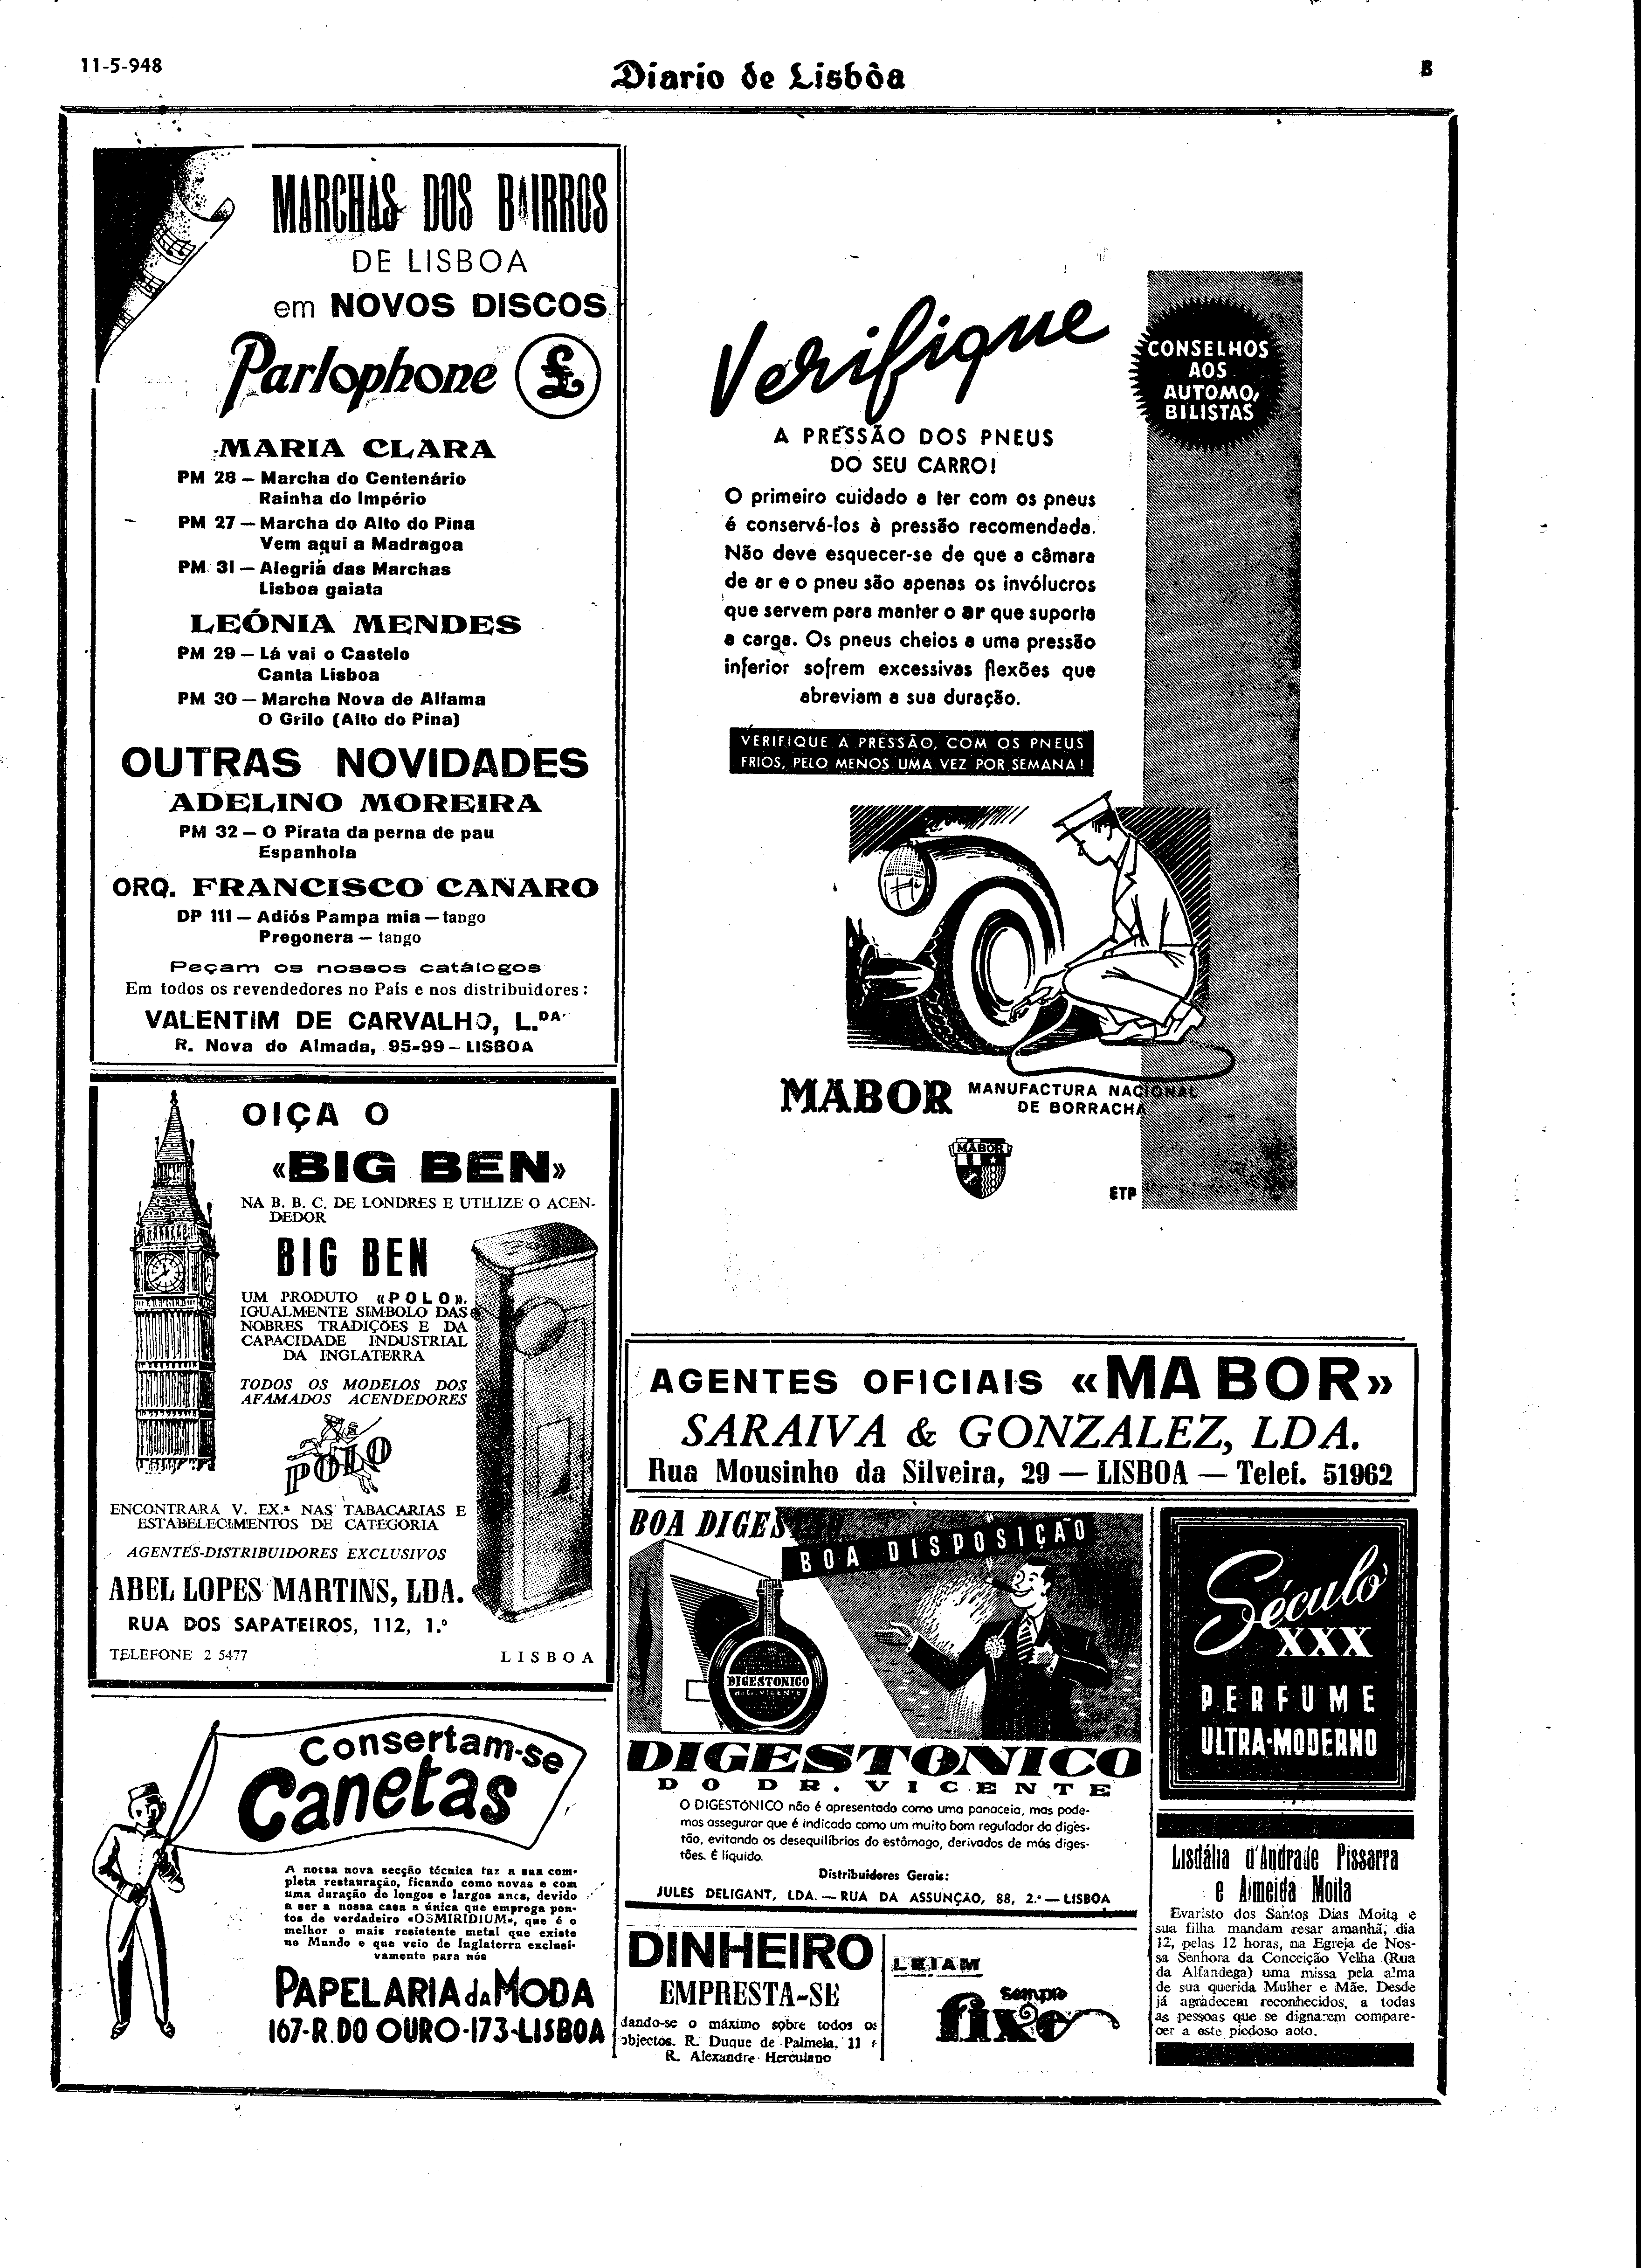 11-5-948
Diario de Lisbôa
MARCHAS DOS BAIRROS
DE LISBOA
em NOVOS DISCOS
Parlophone
MARIA CLARA
PM 28 — Marcha do Centenário
Raínha do Império
PM 27 — Marcha do Alto do Pina
Vem aqui a Madragoa
PM 31 — Alegria das Marchas
Lisboa gaiata
LEÓNIA MENDES
PM 29 — Lá vai o Castelo
Canta Lisboa
PM 30 — Marcha Nova de Alfama
O Grilo (Alto do Pina)
OUTRAS NOVIDADES
ADELINO MOREIRA
PM 32 — O Pirata da perna de pau
Espanhola
ORQ. FRANCISCO CANARO
DP 111 — Adiós Pampa mia — tango
Pregonera — tango
Peçam os nossos catálogos
Em todos os revendedores no País e nos distribuidores:
VALENTIM DE CARVALHO, L.DA
R. Nova do Almada, 95-99 — LISBOA
Verifique
A PRESSÃO DOS PNEUS
DO SEU CARRO!
O primeiro cuidado a ter com os pneus
é conservá-los à pressão recomendada.
Não deve esquecer-se de que a câmara
de ar e o pneu são apenas os invólucros
que servem para manter o ar que suporta
a carga. Os pneus cheios a uma pressão
inferior sofrem excessivas flexões que
abreviam a sua duração.
VERIFIQUE A PRESSÃO, COM OS PNEUS
FRIOS, PELO MENOS UMA VEZ POR SEMANA!
CONSELHOS
AOS
AUTOMO,
BILISTAS
MABOR MANUFACTURA NACIONAL
DE BORRACHA
MABOR
ETP
OIÇA O
«BIG BEN»
NA B. B. C. DE LONDRES E UTILIZE O ACEN-
DEDOR
BIG BEN
UM PRODUTO «POLO»,
IGUALMENTE SIMBOLO DAS
NOBRES TRADIÇÕES E DA
CAPACIDADE INDUSTRIAL
DA INGLATERRA
TODOS OS MODELOS DOS
AFAMADOS ACENDEDORES
POLO
ENCONTRARÁ V. EX.ª NAS TABACARIAS E
ESTABELECIMENTOS DE CATEGORIA
AGENTES-DISTRIBUIDORES EXCLUSIVOS
ABEL LOPES MARTINS, LDA.
RUA DOS SAPATEIROS, 112, 1.º
TELEFONE 2 5477 LISBOA
AGENTES OFICIAIS «MABOR»
SARAIVA & GONZALEZ, LDA.
Rua Mousinho da Silveira, 29 — LISBOA — Telef. 51962
BOA DIGESTÃO
BOA DISPOSIÇÃO
DIGESTONICO
DR. VICENTE
DIGESTONICO
DO DR. VICENTE
O DIGESTÓNICO não é apresentado como uma panaceia, mas pode-
mos assegurar que é indicado como um muito bom regulador da diges-
tão, evitando os desequilíbrios do estômago, derivados de más diges-
tões. É líquido.
Distribuidores Gerais:
JULES DELIGANT, LDA. — RUA DA ASSUNÇÃO, 88, 2.º — LISBOA
Século
XXX
PERFUME
ULTRA-MODERNO
Consertam-se
Canetas
A nossa nova secção técnica faz a sua com-
pleta restauração, ficando como novas e com
uma duração de longos e largos anos, devido
a ser a nossa casa a única que emprega pon-
tos de verdadeiro «OSMIRIDIUM», que é o
melhor e mais resistente metal que existe
no Mundo e que veio de Inglaterra exclusi-
vamente para nós
PAPELARIA da MODA
167-R. DO OURO-173-LISBOA
DINHEIRO
EMPRESTA-SE
dando-se o máximo sobre todos os
objectos. R. Duque de Palmela, 11
R. Alexandre Herculano
LEIAM
sempre
fixe
Lisdália d'Andrade Pissarra
e Almeida Moita
Evaristo dos Santos Dias Moita e
sua filha mandam resar amanhã, dia
12, pelas 12 horas, na Egreja de Nos-
sa Senhora da Conceição Velha (Rua
da Alfandega) uma missa pela alma
de sua querida Mulher e Mãe. Desde
já agradecem reconhecidos, a todas
as pessoas que se dignarem compare-
cer a este piedoso acto.